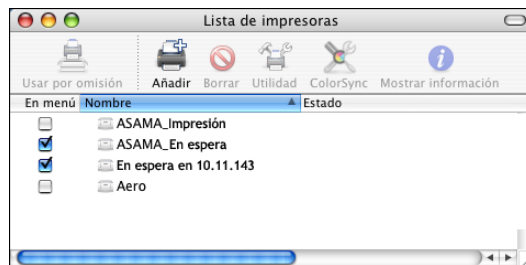 Lista de impresoras
Usar por omisión Añadir Borrar Utilidad ColorSync Mostrar información
En menú Nombre Estado
ASAMA_Impresión
ASAMA_En espera
En espera en 10.11.143
Aero